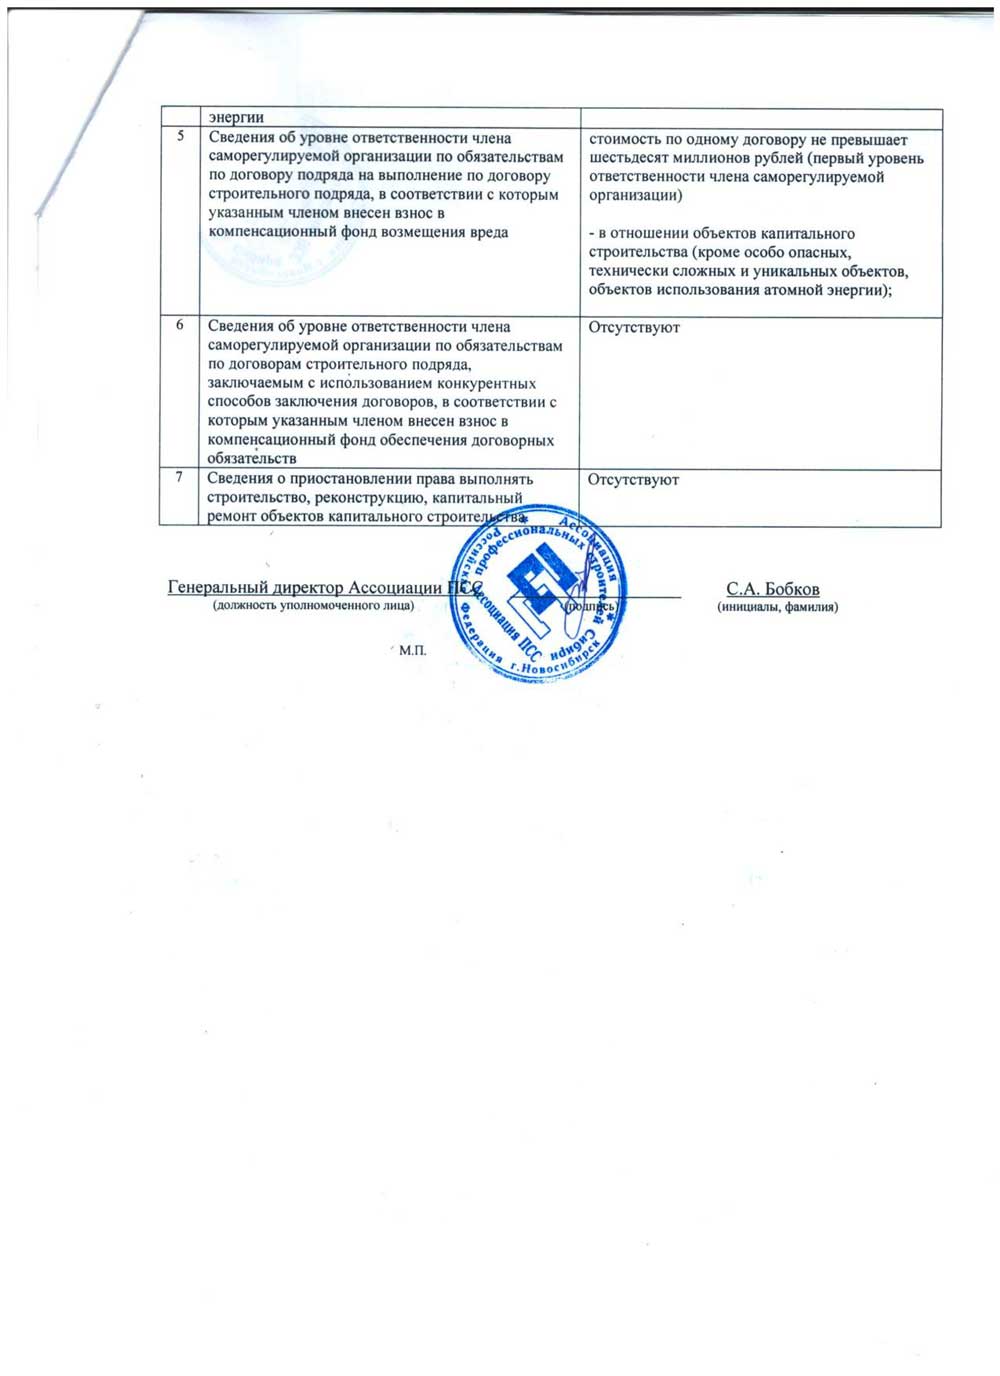 энергии
5
Сведения об уровне ответственности члена
саморегулируемой организации по обязательствам
по договору подряда на выполнение по договору
строительного подряда, в соответствии с которым
указанным членом внесен взнос в
компенсационный фонд возмещения вреда
стоимость по одному договору не превышает
шестьдесят миллионов рублей (первый уровень
ответственности члена саморегулируемой
организации)
- в отношении объектов капитального
строительства (кроме особо опасных,
технически сложных и уникальных объектов,
объектов использования атомной энергии);
6
Сведения об уровне ответственности члена
саморегулируемой организации по обязательствам
по договорам строительного подряда,
заключаемым с использованием конкурентных
способов заключения договоров, в соответствии с
которым указанным членом внесен взнос в
компенсационный фонд обеспечения договорных
обязательств
Отсутствуют
7
Сведения о приостановлении права выполнять
строительство, реконструкцию, капитальный
ремонт объектов капитального строительства
Отсутствуют
Генеральный директор Ассоциации ПСС
С.А. Бобков
(должность уполномоченного лица)
(подпись)
(инициалы, фамилия)
М.П.
Российская Федерация г.Новосибирск
Ассоциация профессиональных строителей Сибири
Ассоциация ПСС